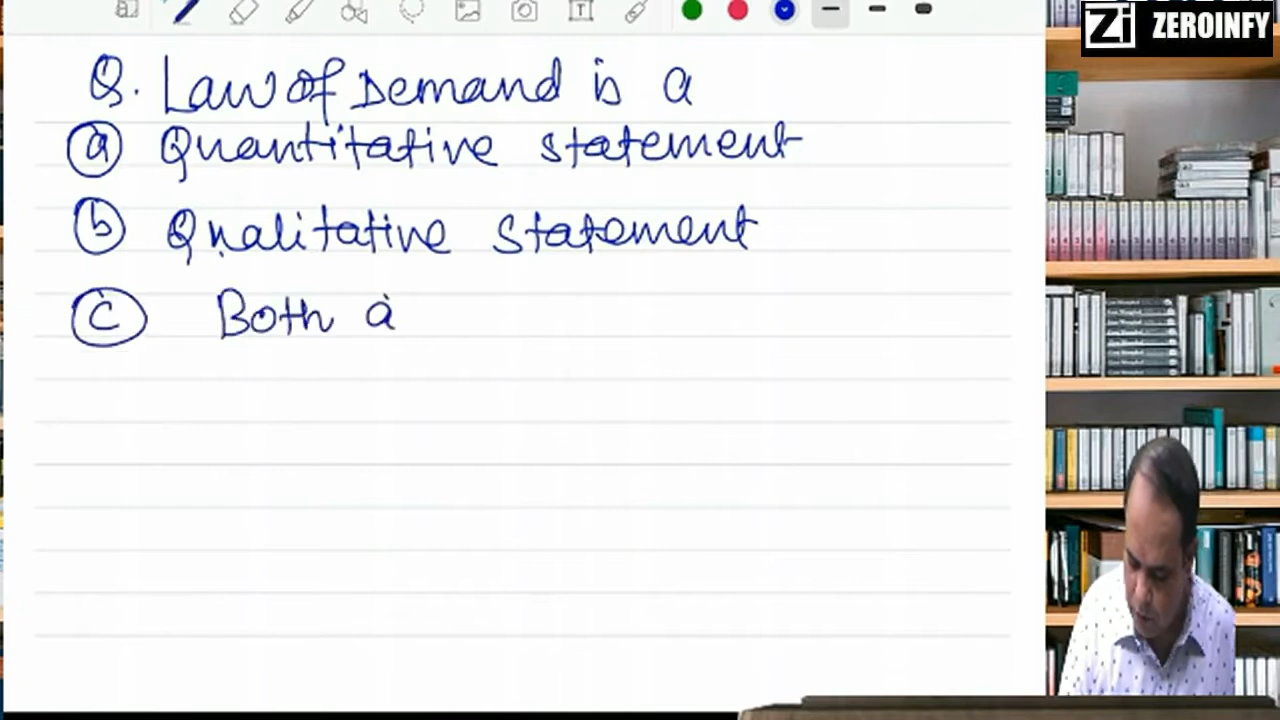 Zi ZEROINFY
Q. Law of Demand is a
(a) Quantitative statement
(b) Qualitative statement
(c) Both a